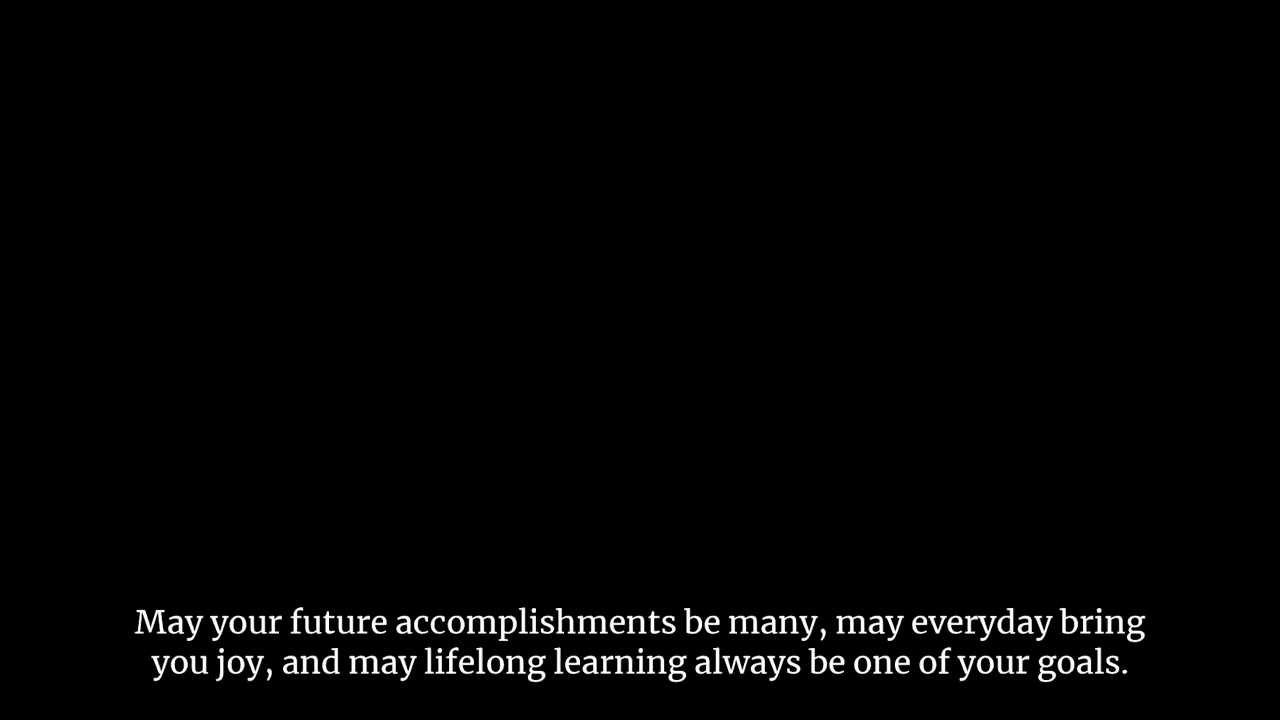 May your future accomplishments be many, may everyday bring
you joy, and may lifelong learning always be one of your goals.